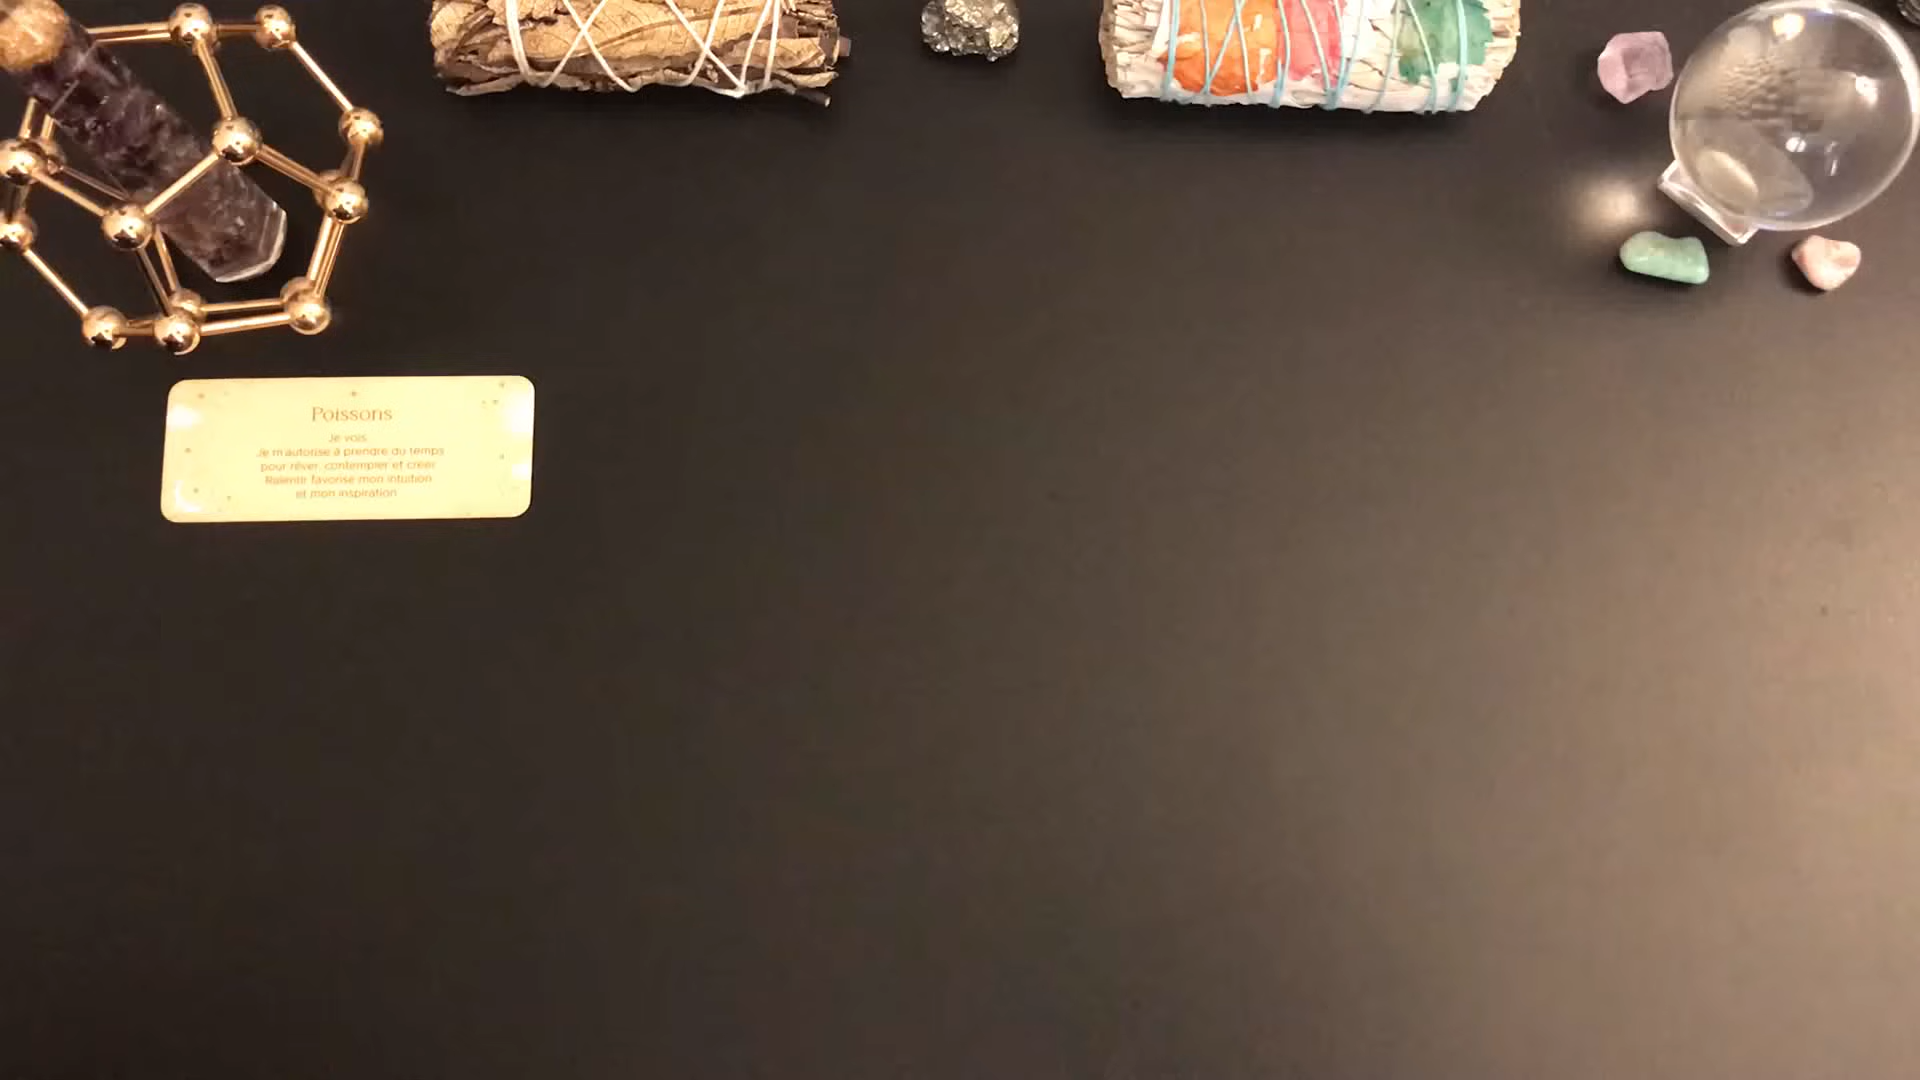 Poissons
Je vois.
Je m'autorise à prendre du temps
pour rêver, contempler et créer.
Ralentir favorise mon intuition
et mon inspiration.